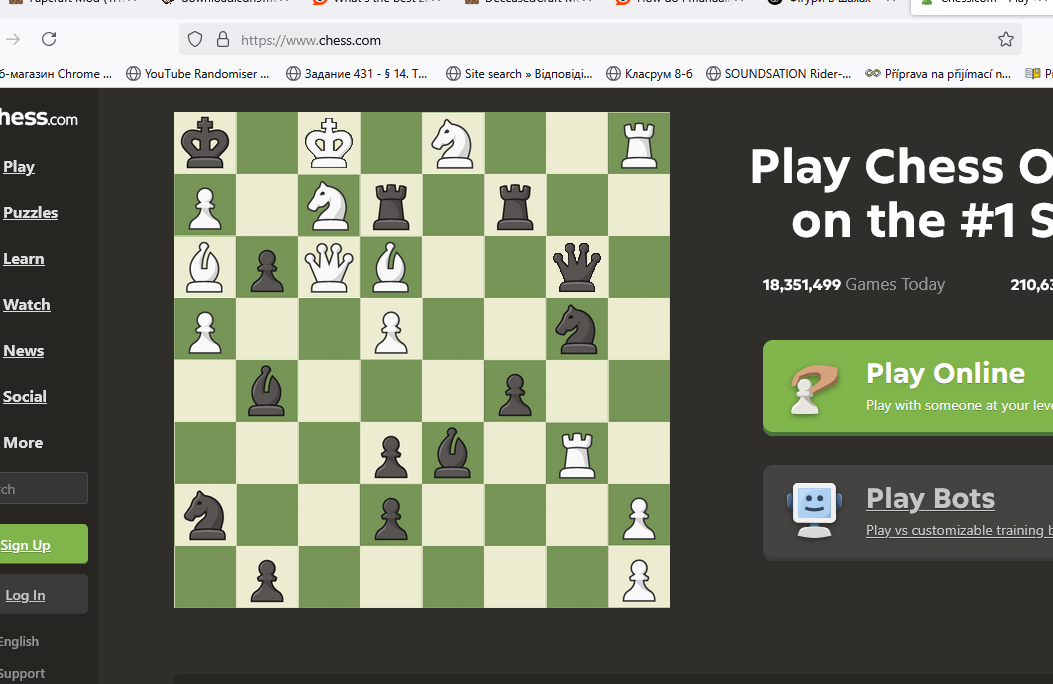 https://www.chess.com
б-магазин Chrome ...
YouTube Randomiser ...
Задание 431 - § 14. Т...
Site search » Відповіді...
Класрум 8-б
SOUNDSATION Rider-...
Příprava na přijímací n...
hess.com
Play
Puzzles
Learn
Watch
News
Social
More
rch
Sign Up
Log In
English
Support
Play Chess O
on the #1 S
18,351,499 Games Today
210,63
Play Online
Play with someone at your leve
Play Bots
Play vs customizable training b